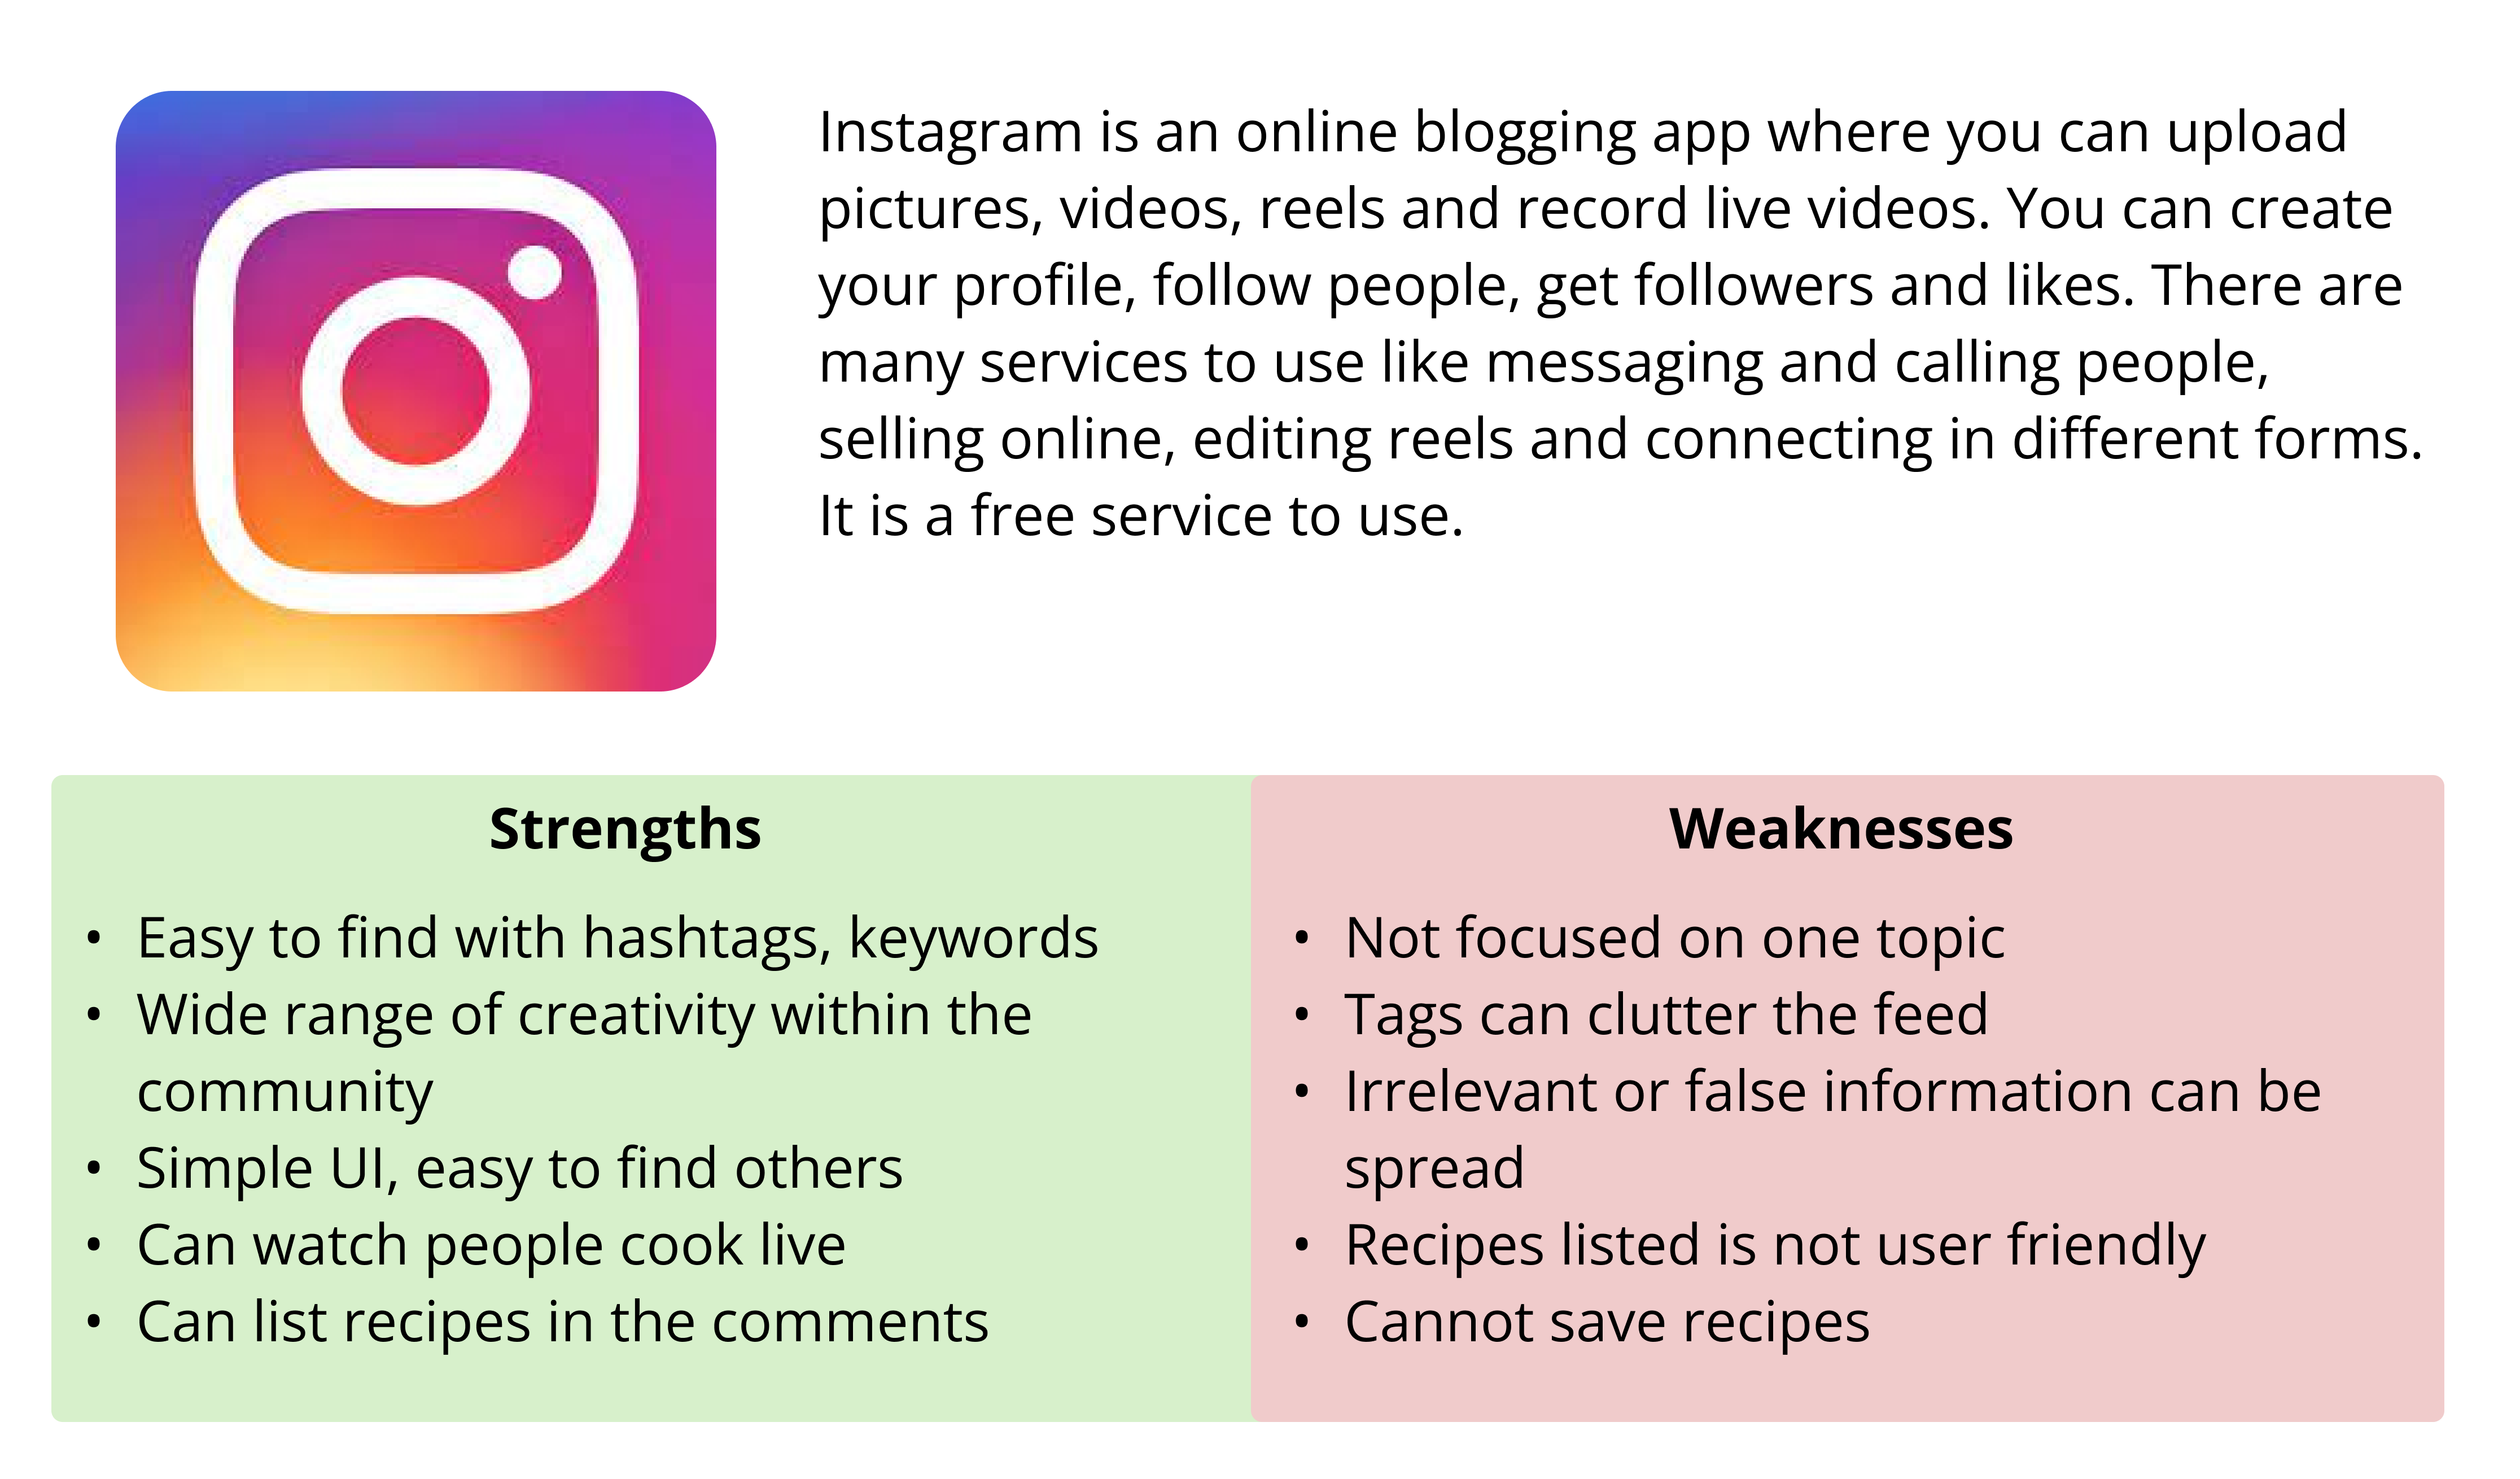 Instagram is an online blogging app where you can upload
pictures, videos, reels and record live videos. You can create
your profile, follow people, get followers and likes. There are
many services to use like messaging and calling people,
selling online, editing reels and connecting in different forms.
It is a free service to use.
Strengths
• Easy to find with hashtags, keywords
• Wide range of creativity within the
community
• Simple UI, easy to find others
• Can watch people cook live
• Can list recipes in the comments
Weaknesses
• Not focused on one topic
• Tags can clutter the feed
• Irrelevant or false information can be
spread
• Recipes listed is not user friendly
• Cannot save recipes